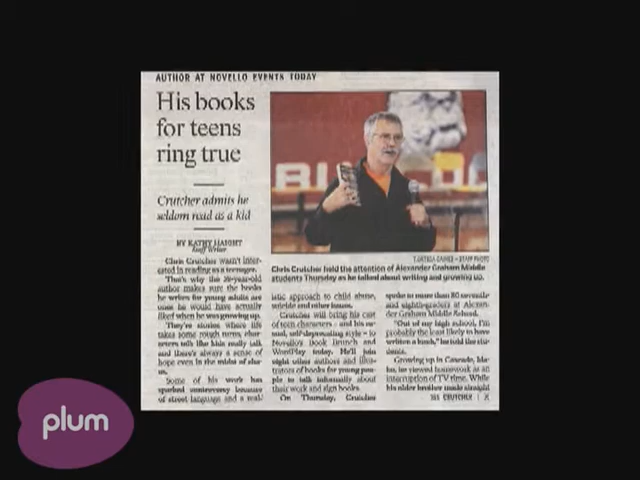 AUTHOR AT NOVELLO EVENTS TODAY
His books
for teens
ring true
Crutcher admits he
seldom read as a kid
BY KATHY HAIGHT
Staff Writer
Chris Crutcher wasn't inter-
ested in reading as a teenager.
That's why the -year-old
author makes sure the books
he writes for young adults are
ones he would have actually
liked when he was growing up.
They're stories where life
takes some rough turns, char-
acters talk like kids really talk
and there's always a sense of
hope even in the midst of
Some of his work has
sparked controversy because
of street language and a real-
STAFF PHOTO
Chris Crutcher held the attention of Alexander Graham Middle
students Thursday as he talked about writing and growing up.
istic approach to child abuse,
suicide and other issues.
Crutcher will bring his cast
of teen characters – and his ca-
sual, self-deprecating style – to
Novello's Book Brunch and
WordPlay today. He'll join
eight other authors and illus-
trators of books for young peo-
ple to talk informally about
their work and sign books.
On Thursday, Crutcher
spoke to more than 80 seventh-
and eighth-graders at Alexan-
der Graham Middle School.
"Out of my high school, I'm
probably the least likely to have
written a book," he told the stu-
dents.
Growing up in Cascade, Ida-
ho, he viewed homework as an
interruption of TV time. While
his older brother made straight
SEE CRUTCHER |
plum